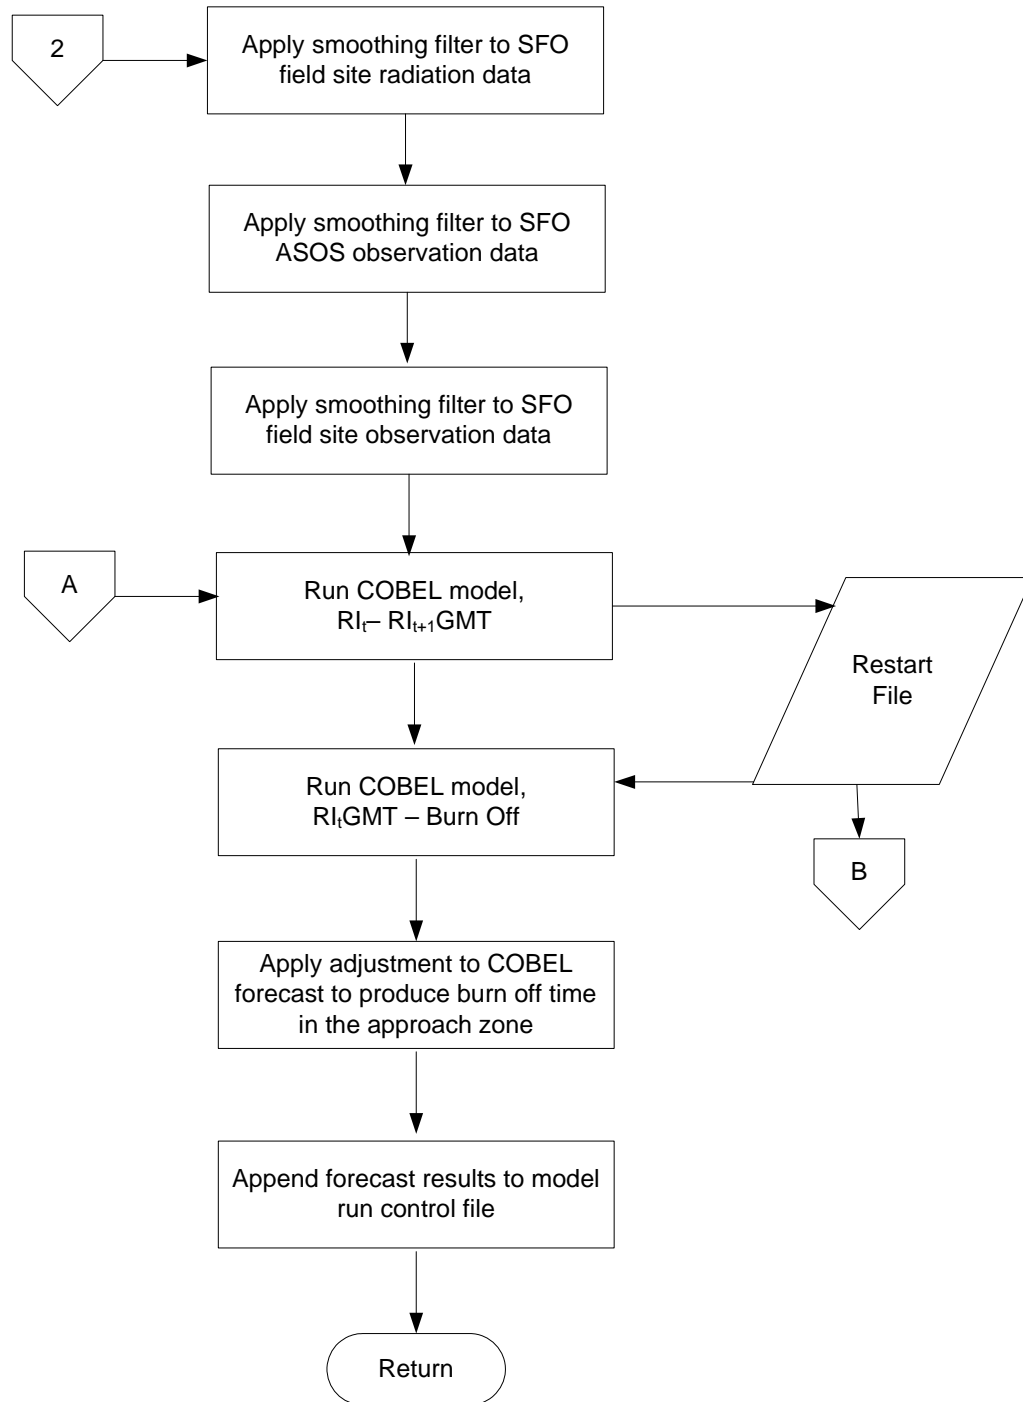 2
Apply smoothing filter to SFO
field site radiation data
Apply smoothing filter to SFO
ASOS observation data
Apply smoothing filter to SFO
field site observation data
A
Run COBEL model,
RIₜ– RIₜ₊₁GMT
Restart
File
Run COBEL model,
RIₜGMT – Burn Off
B
Apply adjustment to COBEL
forecast to produce burn off time
in the approach zone
Append forecast results to model
run control file
Return